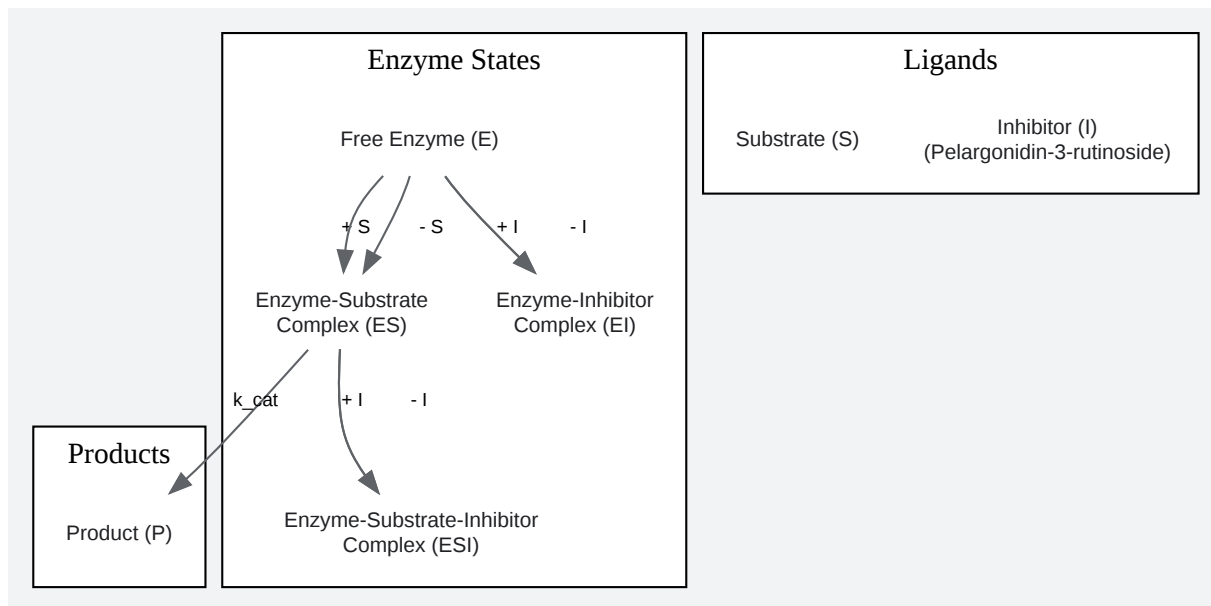 Enzyme States
Ligands
Free Enzyme (E)
Substrate (S)
Inhibitor (I)
(Pelargonidin-3-rutinoside)
+ S
- S
+ I
- I
Enzyme-Substrate
Complex (ES)
Enzyme-Inhibitor
Complex (EI)
k_cat
+ I
- I
Products
Product (P)
Enzyme-Substrate-Inhibitor
Complex (ESI)